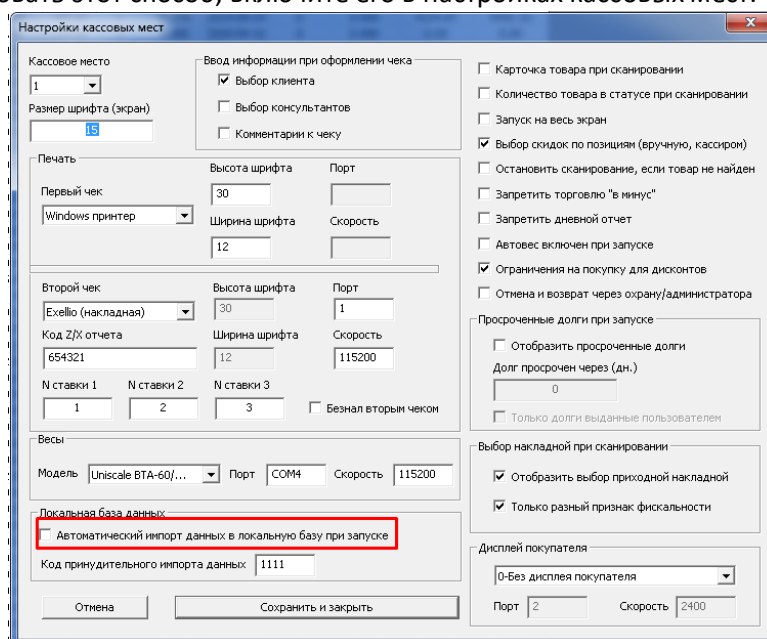 овать этот способ, включите его в настройках кассовых мест.
Настройки кассовых мест
Кассовое место
1
Размер шрифта (экран)
15
Ввод информации при оформлении чека
Выбор клиента
Выбор консультантов
Комментарии к чеку
Печать
Первый чек
Windows принтер
Высота шрифта
30
Ширина шрифта
12
Порт
Скорость
Второй чек
Exellio (накладная)
Высота шрифта
30
Порт
1
Код Z/X отчета
654321
Ширина шрифта
12
Скорость
115200
N ставки 1
1
N ставки 2
2
N ставки 3
3
Безнал вторым чеком
Весы
Модель Uniscale BTA-60/... Порт COM4 Скорость 115200
Локальная база данных
Автоматический импорт данных в локальную базу при запуске
Код принудительного импорта данных 1111
Отмена
Сохранить и закрыть
Карточка товара при сканировании
Количество товара в статусе при сканировании
Запуск на весь экран
Выбор скидок по позициям (вручную, кассиром)
Остановить сканирование, если товар не найден
Запретить торговлю "в минус"
Запретить дневной отчет
Автовес включен при запуске
Ограничения на покупку для дисконтов
Отмена и возврат через охрану/администратора
Просроченные долги при запуске
Отобразить просроченные долги
Долг просрочен через (дн.)
0
Только долги выданные пользователем
Выбор накладной при сканировании
Отобразить выбор приходной накладной
Только разный признак фискальности
Дисплей покупателя
0-Без дисплея покупателя
Порт 2 Скорость 2400